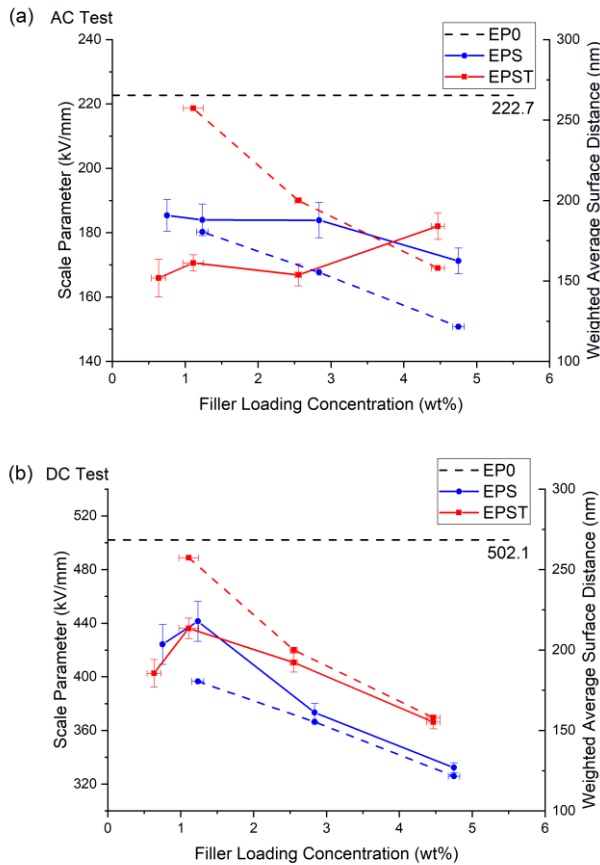 (a) AC Test
EP0
EPS
EPST
222.7
240
220
200
180
160
140
Scale Parameter (kV/mm)
300
250
200
150
100
Weighted Average Surface Distance (nm)
0 1 2 3 4 5 6
Filler Loading Concentration (wt%)
(b) DC Test
EP0
EPS
EPST
502.1
520
480
440
400
360
320
Scale Parameter (kV/mm)
300
250
200
150
100
Weighted Average Surface Distance (nm)
0 1 2 3 4 5 6
Filler Loading Concentration (wt%)